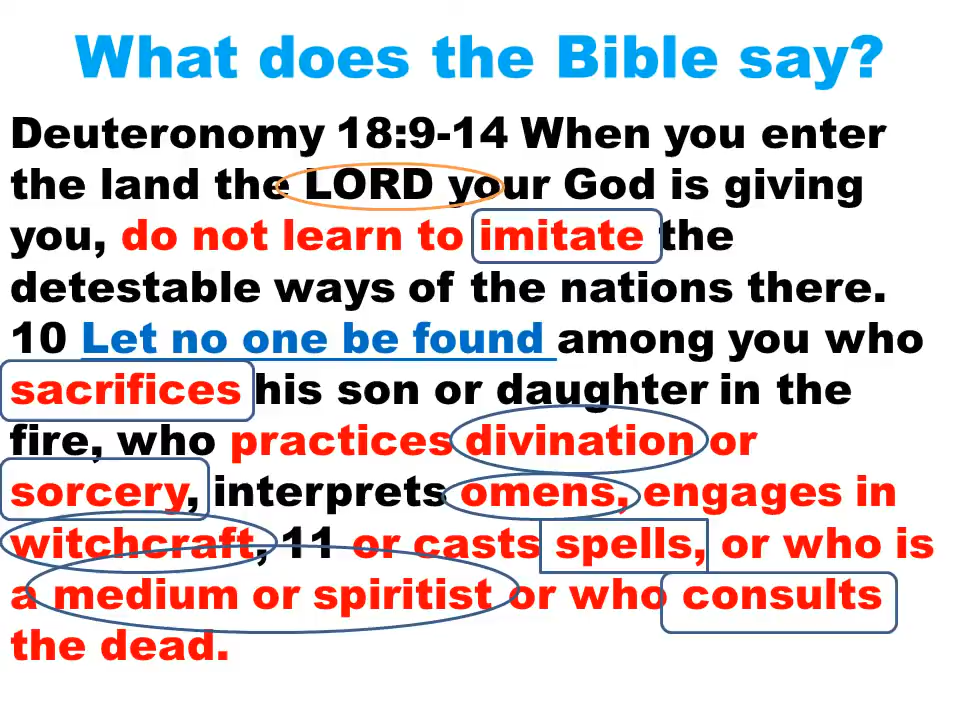 What does the Bible say?
Deuteronomy 18:9-14 When you enter
the land the LORD your God is giving
you, do not learn to imitate the
detestable ways of the nations there.
10 Let no one be found among you who
sacrifices his son or daughter in the
fire, who practices divination or
sorcery, interprets omens, engages in
witchcraft, 11 or casts spells, or who is
a medium or spiritist or who consults
the dead.